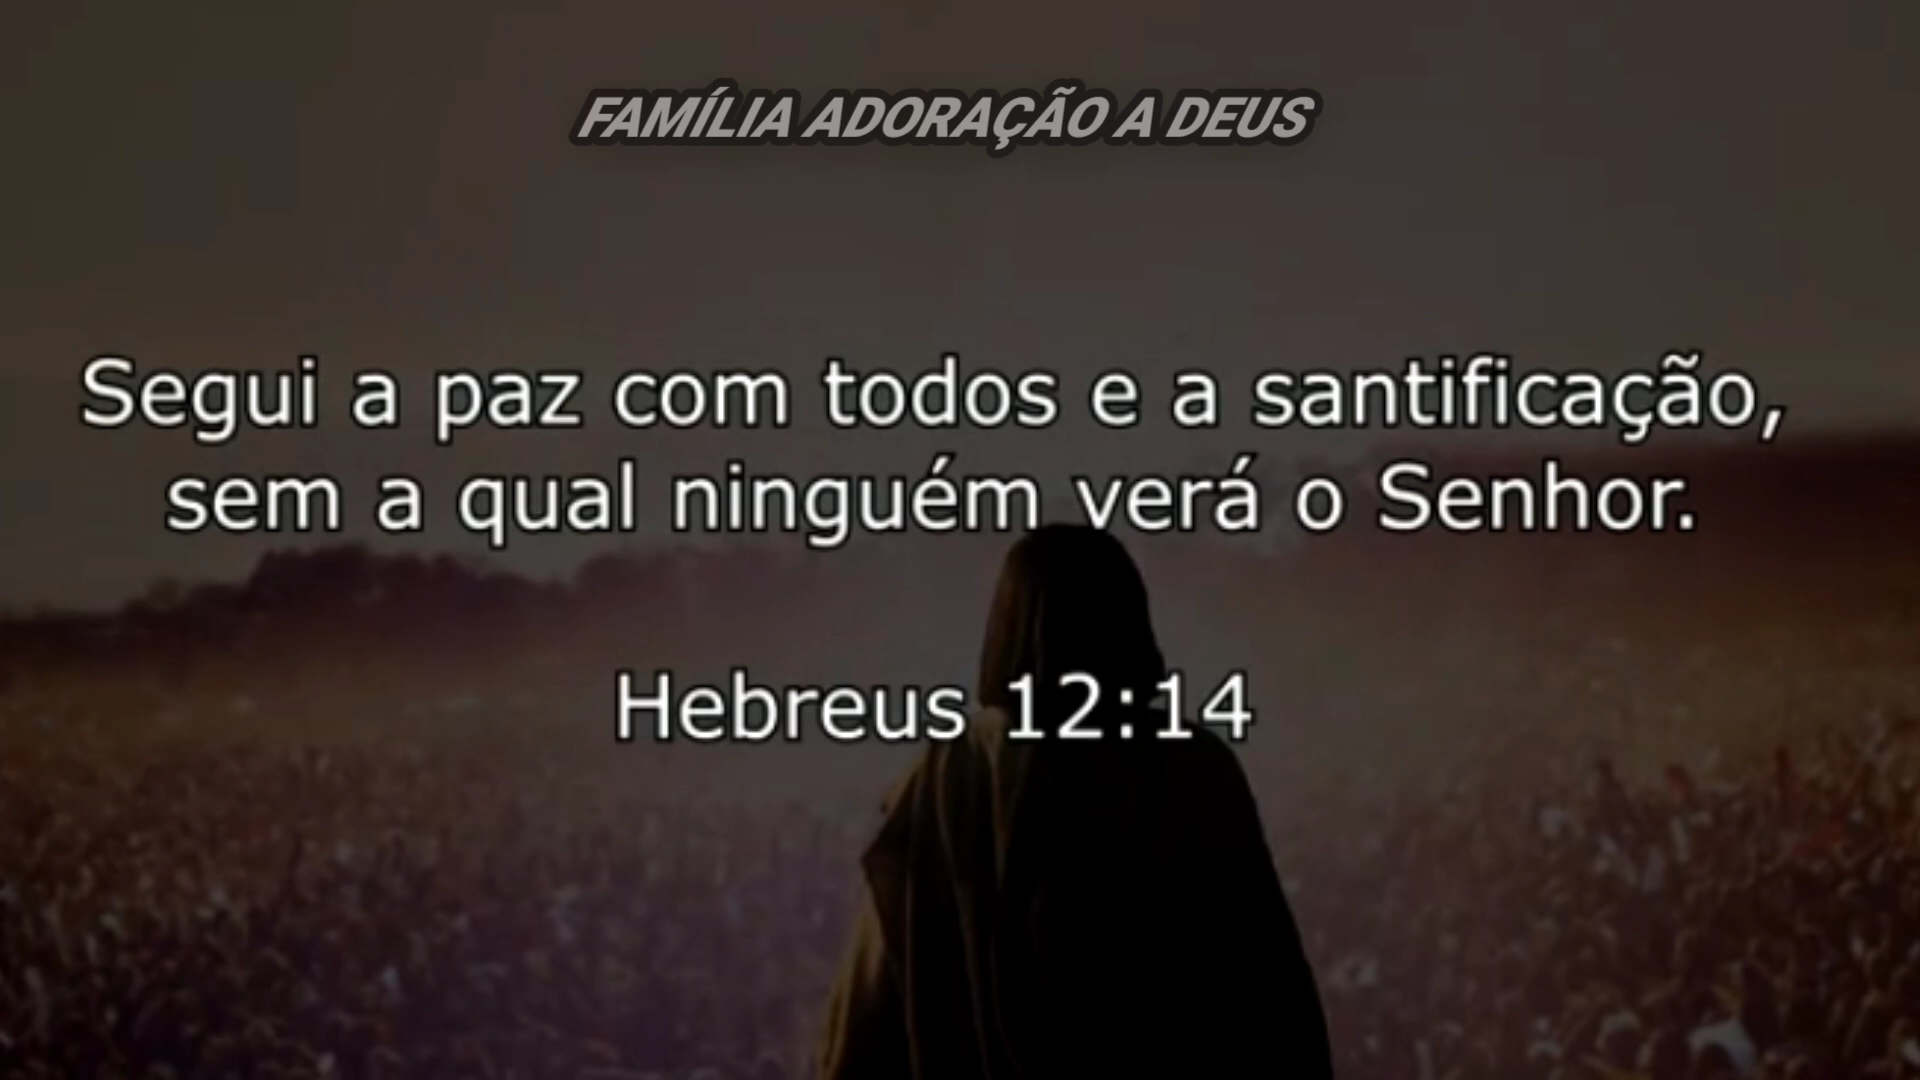 FAMÍLIA ADORAÇÃO A DEUS
Segui a paz com todos e a santificação,
sem a qual ninguém verá o Senhor.
Hebreus 12:14